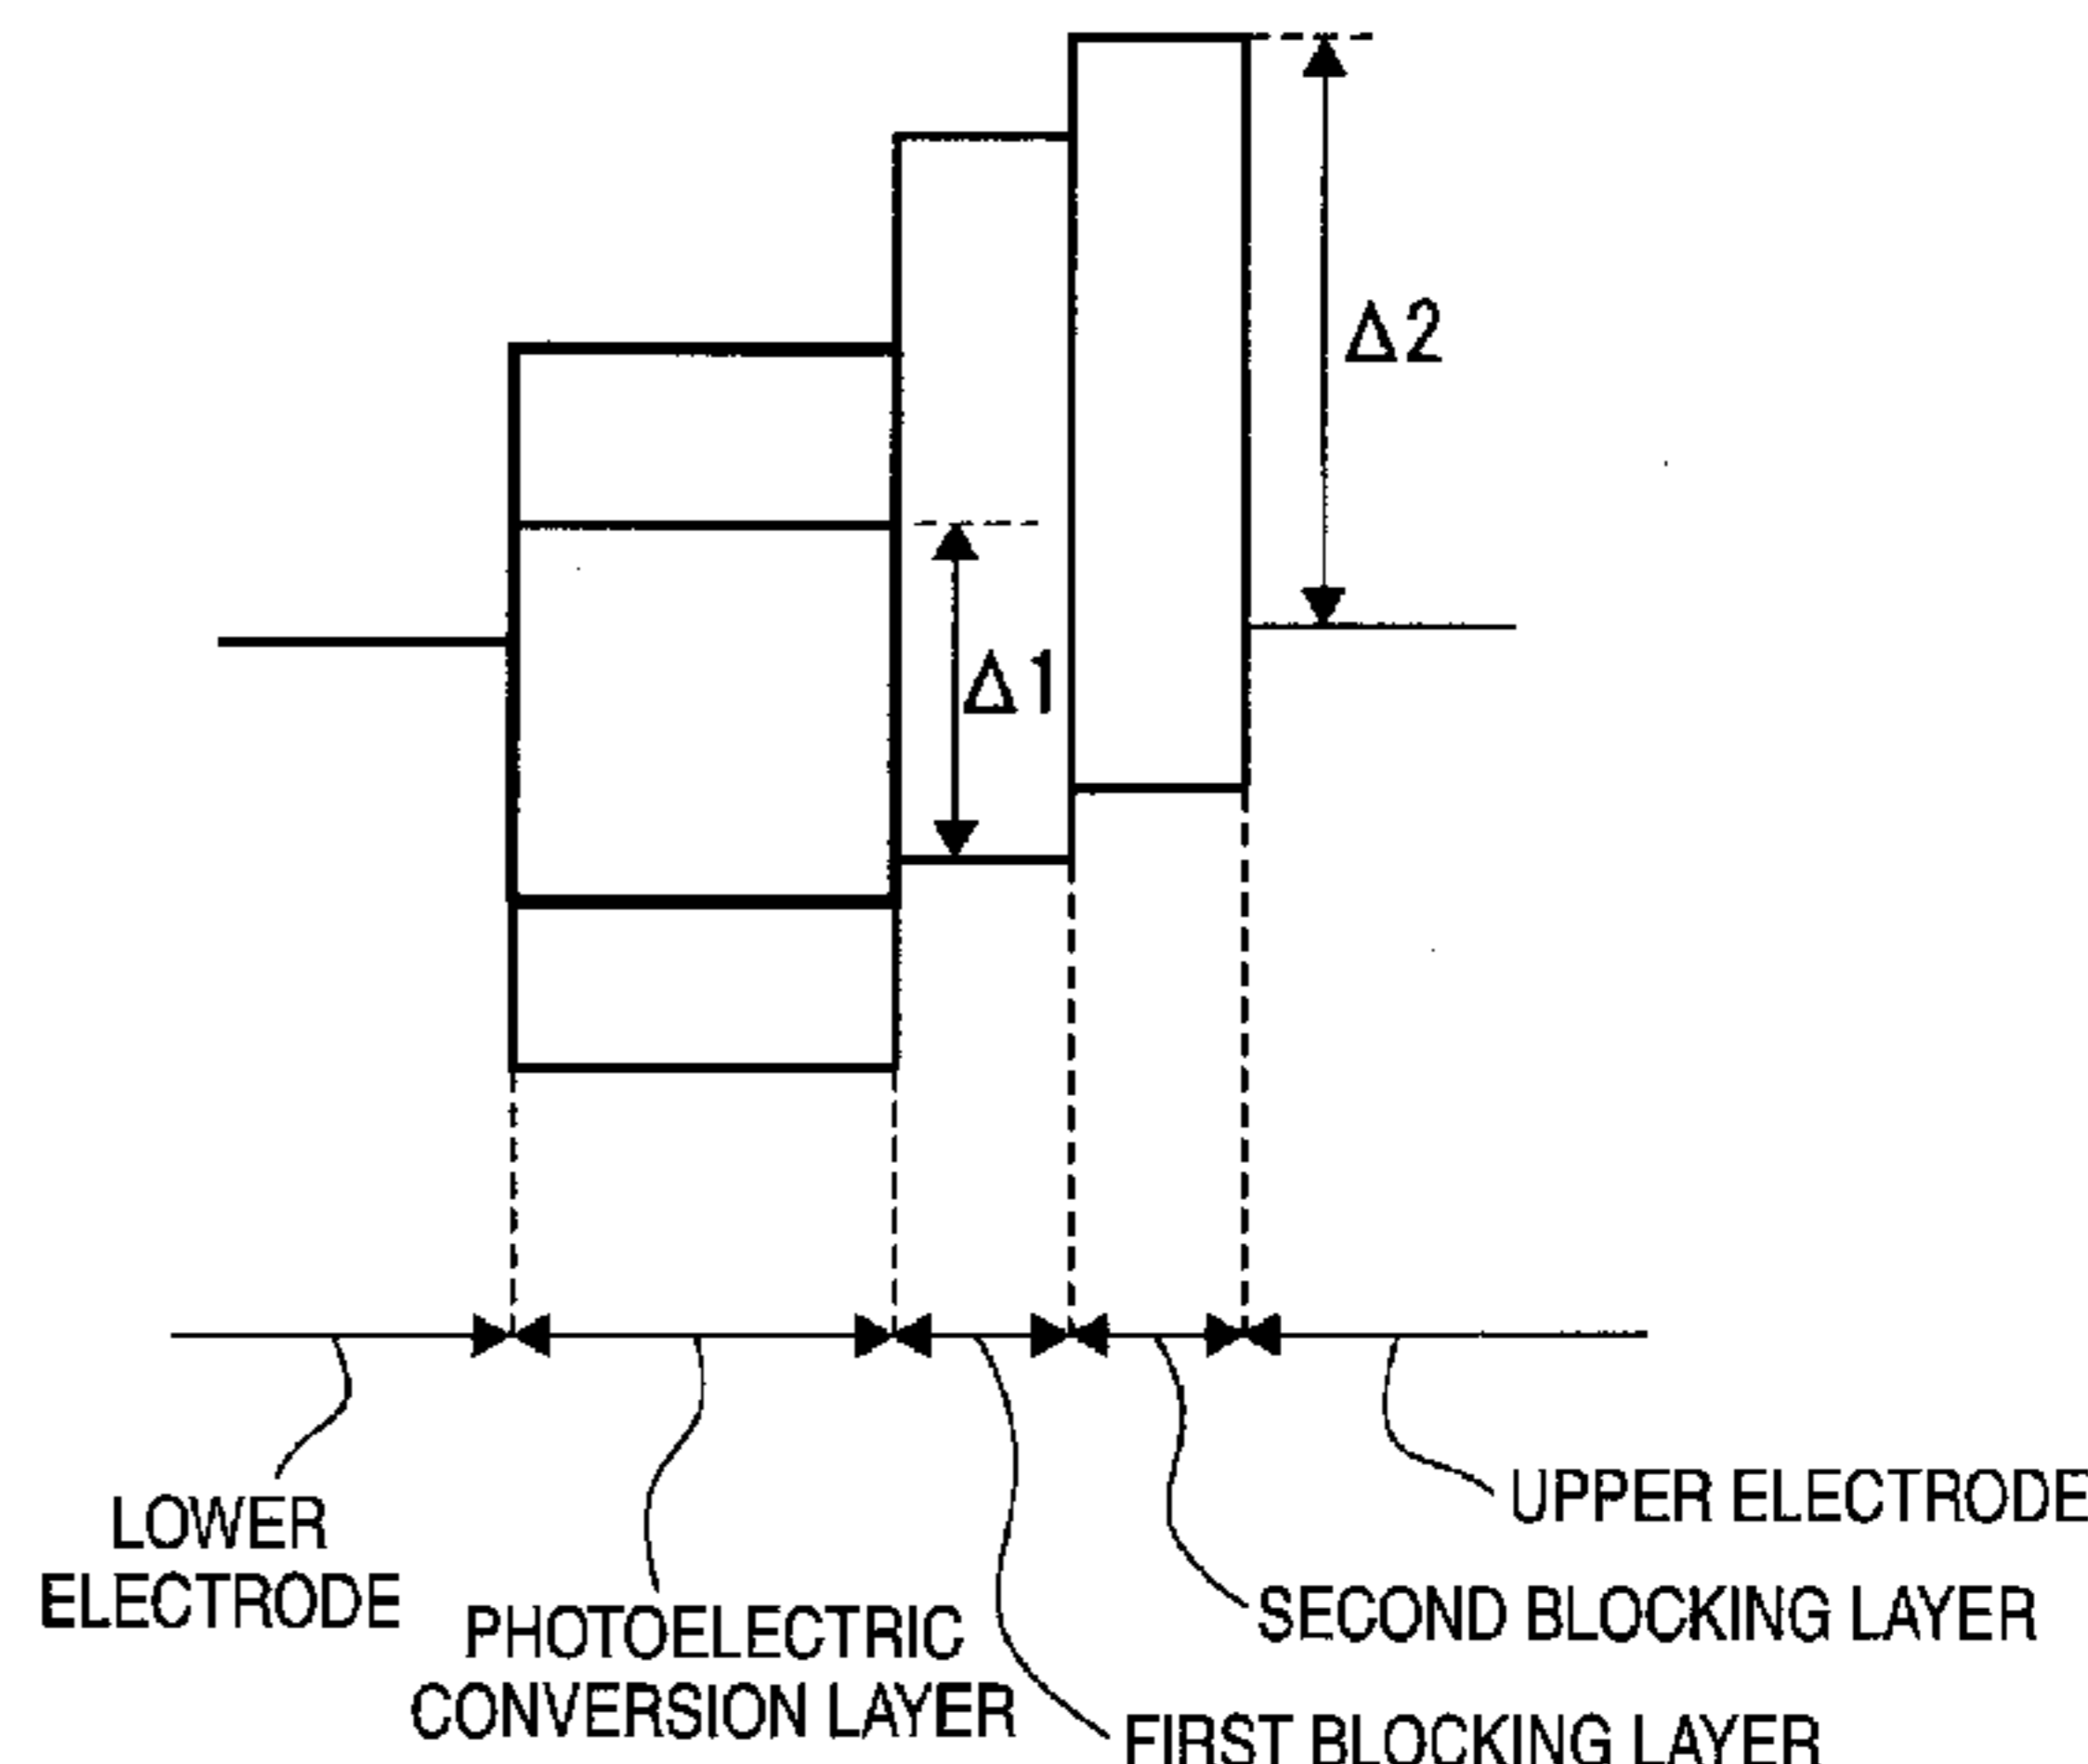 Δ2
Δ1
LOWER
ELECTRODE
PHOTOELECTRIC
CONVERSION LAYER
FIRST BLOCKING LAYER
SECOND BLOCKING LAYER
UPPER ELECTRODE